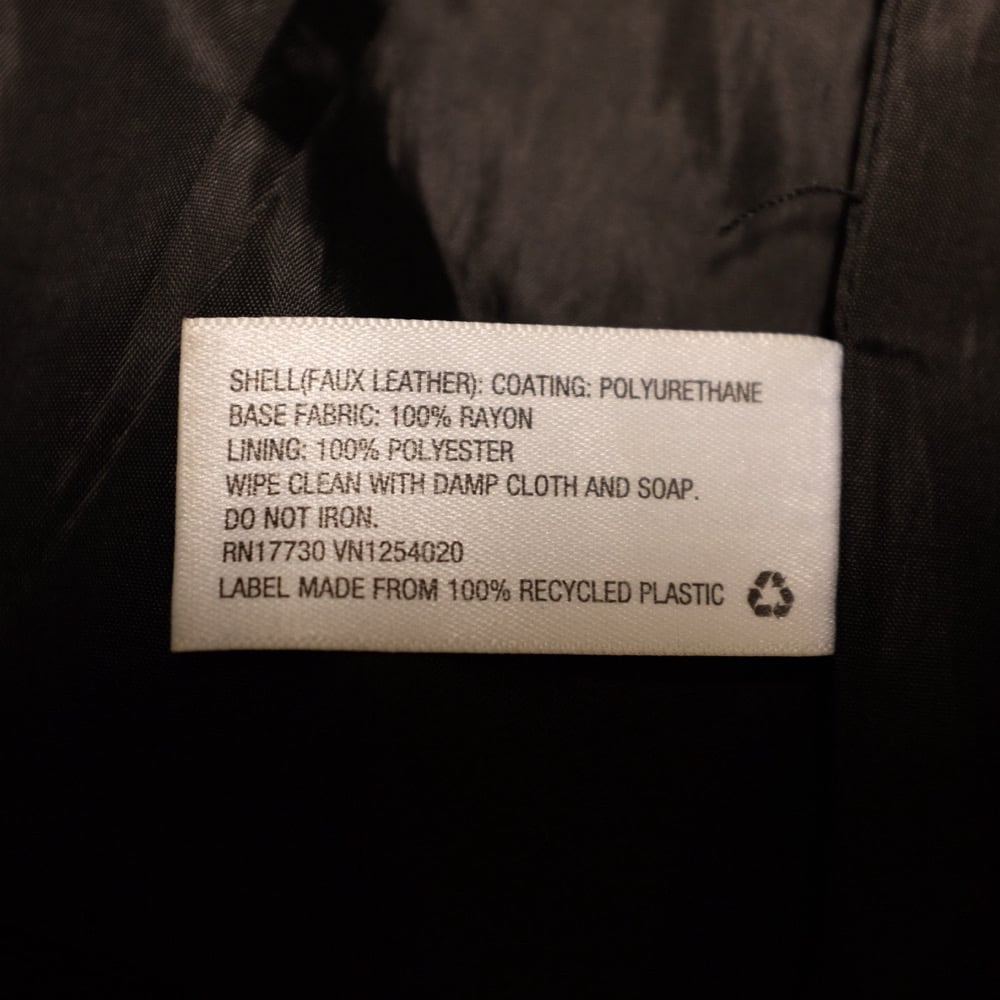 SHELL(FAUX LEATHER): COATING: POLYURETHANE
BASE FABRIC: 100% RAYON
LINING: 100% POLYESTER
WIPE CLEAN WITH DAMP CLOTH AND SOAP.
DO NOT IRON.
RN17730 VN1254020
LABEL MADE FROM 100% RECYCLED PLASTIC